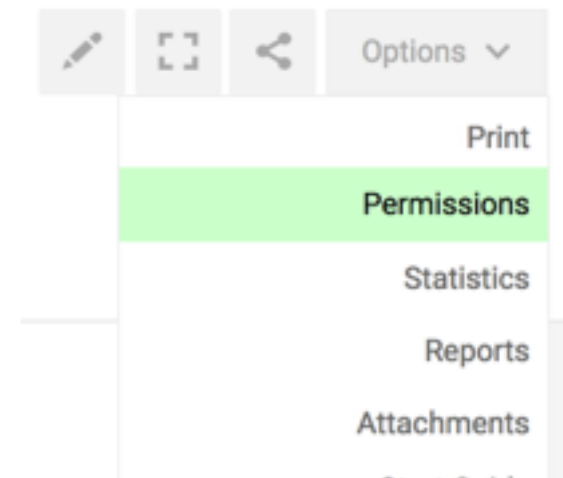 Options
Print
Permissions
Statistics
Reports
Attachments